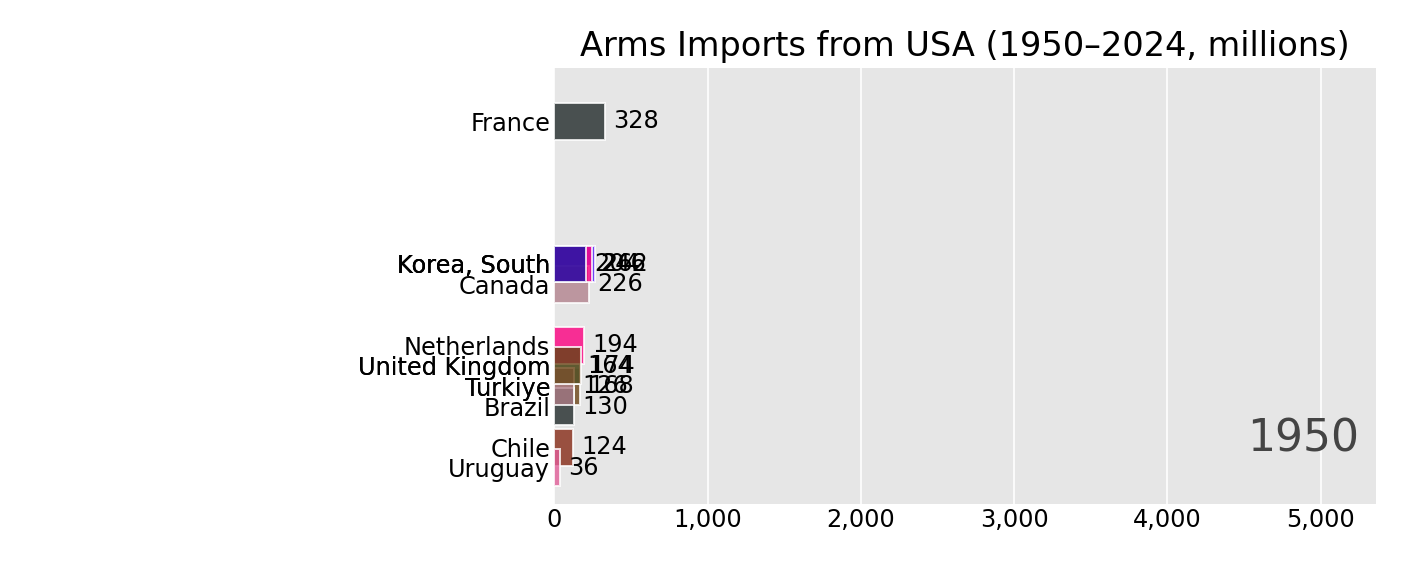 Arms Imports from USA (1950–2024, millions)
France 328
Korea, South
Canada 226
Netherlands 194
United Kingdom
Turkiye
Brazil 130
Chile 124
Uruguay 36
1950
0 1,000 2,000 3,000 4,000 5,000